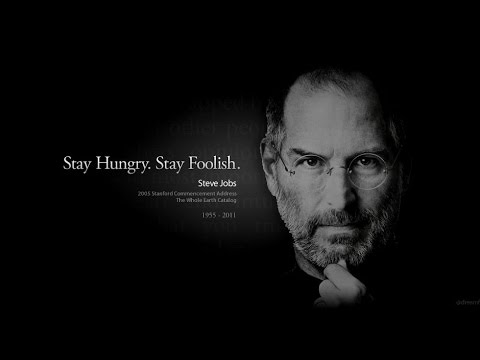 Stay Hungry. Stay Foolish.
Steve Jobs
2005 Stanford Commencement Address
The Whole Earth Catalog
1955 - 2011